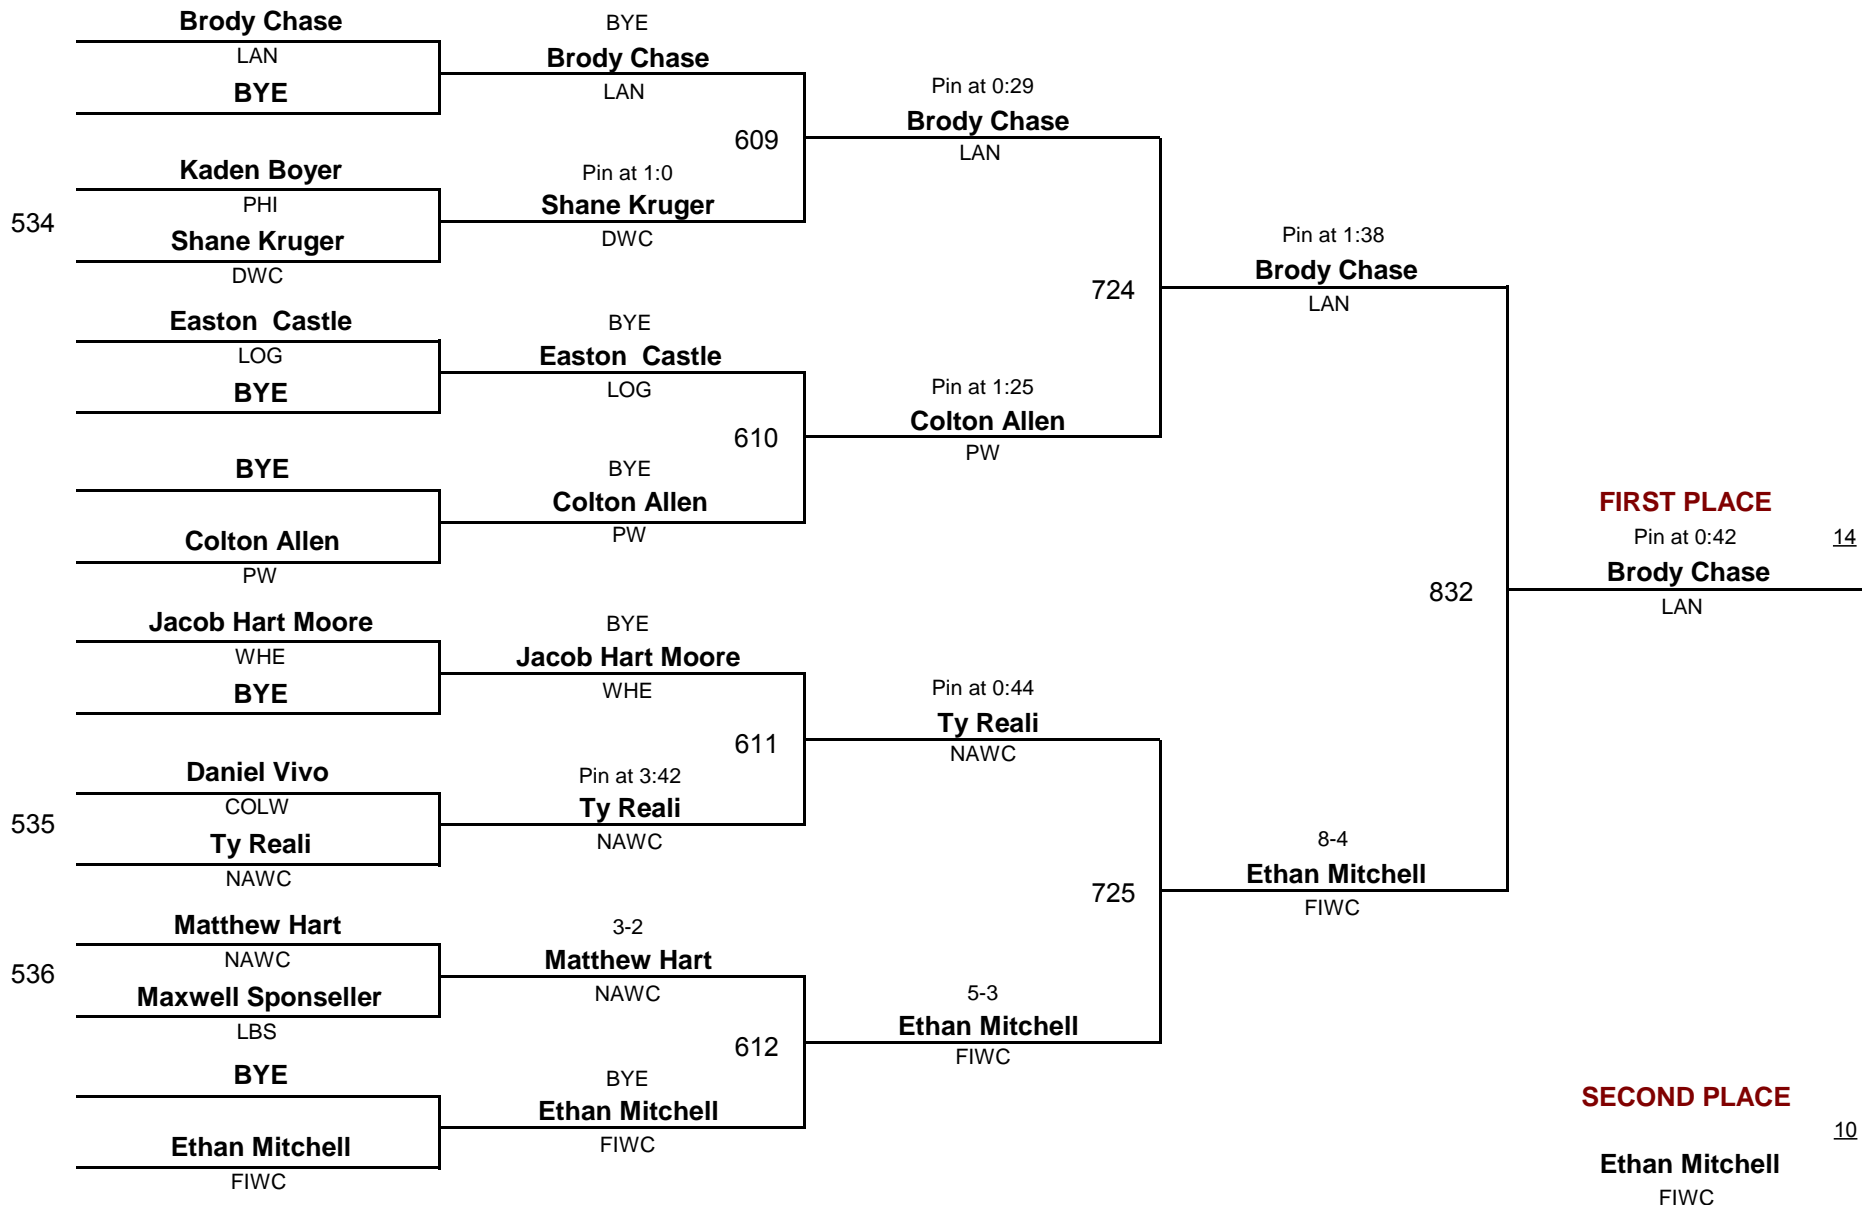 Brody Chase
LAN
BYE
534
Kaden Boyer
PHI
Shane Kruger
DWC
Easton  Castle
LOG
BYE
BYE
Colton Allen
PW
Jacob Hart Moore
WHE
BYE
535
Daniel Vivo
COLW
Ty Reali
NAWC
536
Matthew Hart
NAWC
Maxwell Sponseller
LBS
BYE
Ethan Mitchell
FIWC
BYE
Brody Chase
LAN
609
Pin at 1:0
Shane Kruger
DWC
BYE
Easton  Castle
LOG
610
BYE
Colton Allen
PW
BYE
Jacob Hart Moore
WHE
611
Pin at 3:42
Ty Reali
NAWC
3-2
Matthew Hart
NAWC
612
BYE
Ethan Mitchell
FIWC
Pin at 0:29
Brody Chase
LAN
724
Pin at 1:25
Colton Allen
PW
Pin at 0:44
Ty Reali
NAWC
725
5-3
Ethan Mitchell
FIWC
Pin at 1:38
Brody Chase
LAN
832
8-4
Ethan Mitchell
FIWC
FIRST PLACE
Pin at 0:42 14
Brody Chase
LAN
SECOND PLACE
10
Ethan Mitchell
FIWC